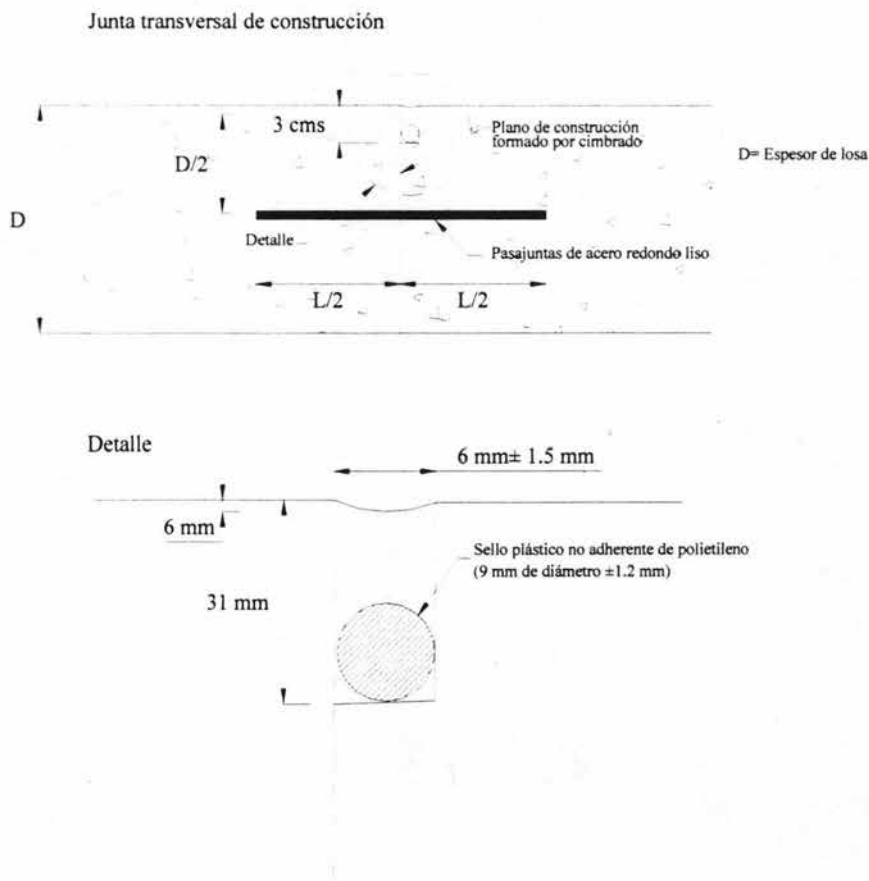 Junta transversal de construcción
3 cms
Plano de construcción
formado por cimbrado
D= Espesor de losa
D/2
D
Detalle
Pasajuntas de acero redondo liso
L/2
L/2
Detalle
6 mm± 1.5 mm
6 mm
Sello plástico no adherente de polietileno
(9 mm de diámetro ±1.2 mm)
31 mm